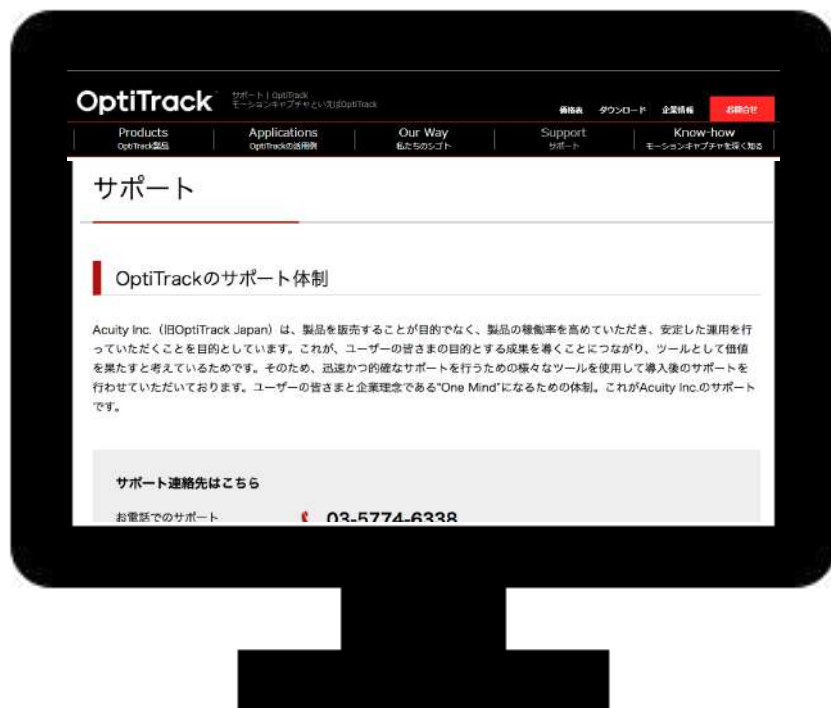 OptiTrack
サポート | OptiTrack
モーションキャプチャといえばOptiTrack
価格表 ダウンロード 企業情報 お問合せ
Products Applications Our Way Support Know-how
OptiTrack製品 OptiTrackの活用例 私たちのシゴト サポート モーションキャプチャを深く知る
サポート
OptiTrackのサポート体制
Acuity Inc.（旧OptiTrack Japan）は、製品を販売することが目的でなく、製品の稼働率を高めていただき、安定した運用を行
っていただくことを目的としています。これが、ユーザーの皆さまの目的とする成果を導くことにつながり、ツールとして価値
を果たすと考えているためです。そのため、迅速かつ的確なサポートを行うための様々なツールを使用して導入後のサポートを
行わせていただいております。ユーザーの皆さまと企業理念である"One Mind"になるための体制。これがAcuity Inc.のサポート
です。
サポート連絡先はこちら
お電話でのサポート 03-5774-6338